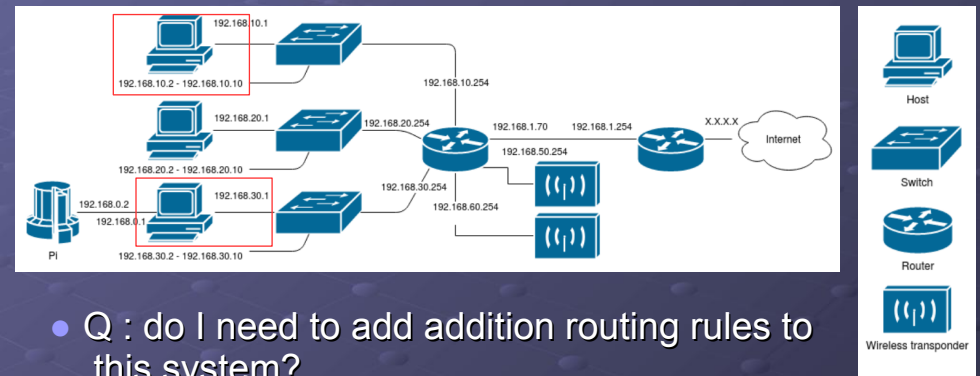 192.168.10.1
192.168.10.2 - 192.168.10.10
192.168.10.254
192.168.20.1
192.168.20.254
192.168.20.2 - 192.168.20.10
192.168.1.70
192.168.1.254
X.X.X.X
Internet
192.168.50.254
192.168.30.1
192.168.30.254
192.168.60.254
192.168.0.2
192.168.0.1
Pi
192.168.30.2 - 192.168.30.10
Host
Switch
Router
Wireless transponder
Q : do I need to add addition routing rules to
this system?